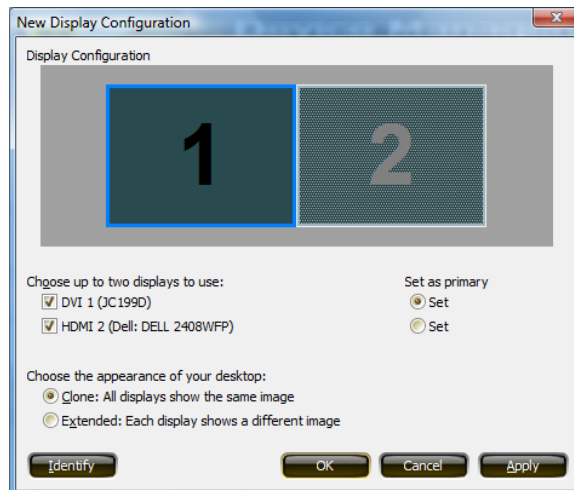 New Display Configuration
Display Configuration
1
2
Choose up to two displays to use:
Set as primary
DVI 1 (JC199D)
Set
HDMI 2 (Dell: DELL 2408WFP)
Set
Choose the appearance of your desktop:
Clone: All displays show the same image
Extended: Each display shows a different image
Identify
OK
Cancel
Apply